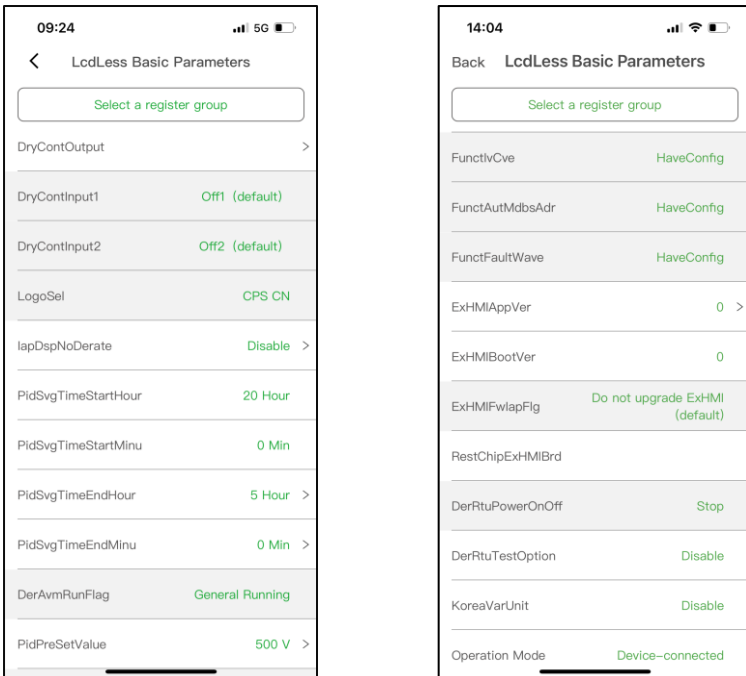 09:24
5G
LcdLess Basic Parameters
Select a register group
DryContOutput
DryContInput1 Off1 (default)
DryContInput2 Off2 (default)
LogoSel CPS CN
IapDspNoDerate Disable
PidSvgTimeStartHour 20 Hour
PidSvgTimeStartMinu 0 Min
PidSvgTimeEndHour 5 Hour
PidSvgTimeEndMinu 0 Min
DerAvmRunFlag General Running
PidPreSetValue 500 V
14:04
Back LcdLess Basic Parameters
Select a register group
FunctIvCve HaveConfig
FunctAutMdbsAdr HaveConfig
FunctFaultWave HaveConfig
ExHMIAppVer 0
ExHMIBootVer 0
ExHMIFwIapFlg Do not upgrade ExHMI
(default)
RestChipExHMIBrd
DerRtuPowerOnOff Stop
DerRtuTestOption Disable
KoreaVarUnit Disable
Operation Mode Device-connected